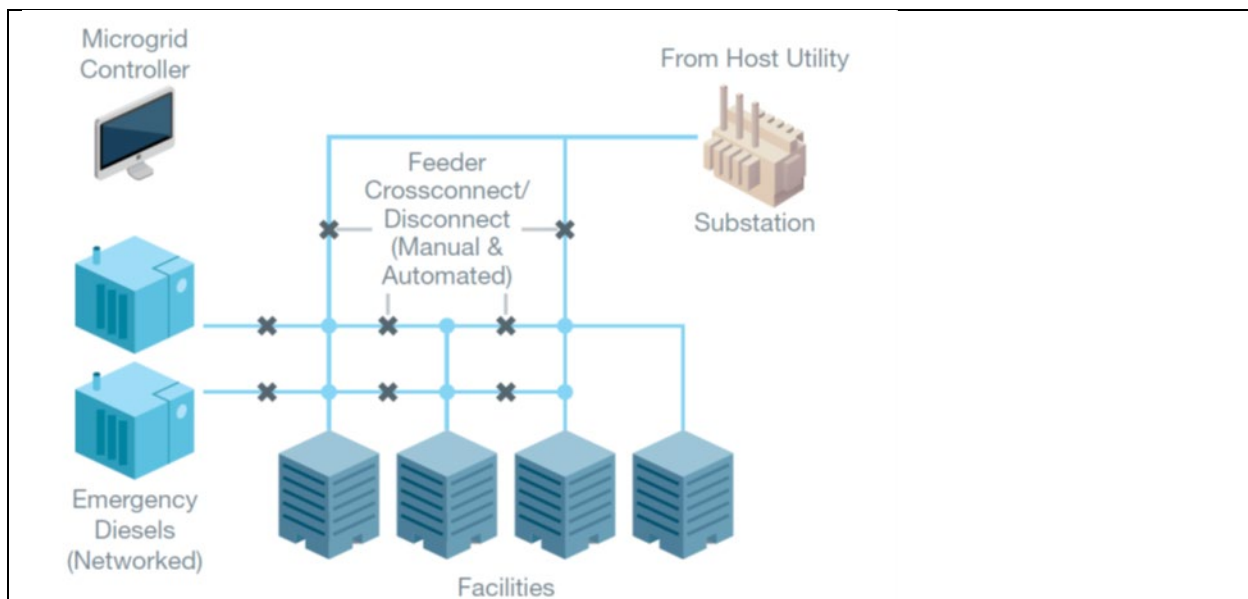 Microgrid
Controller
From Host Utility
Feeder
Crossconnect/
Disconnect
(Manual &
Automated)
Substation
Emergency
Diesels
(Networked)
Facilities